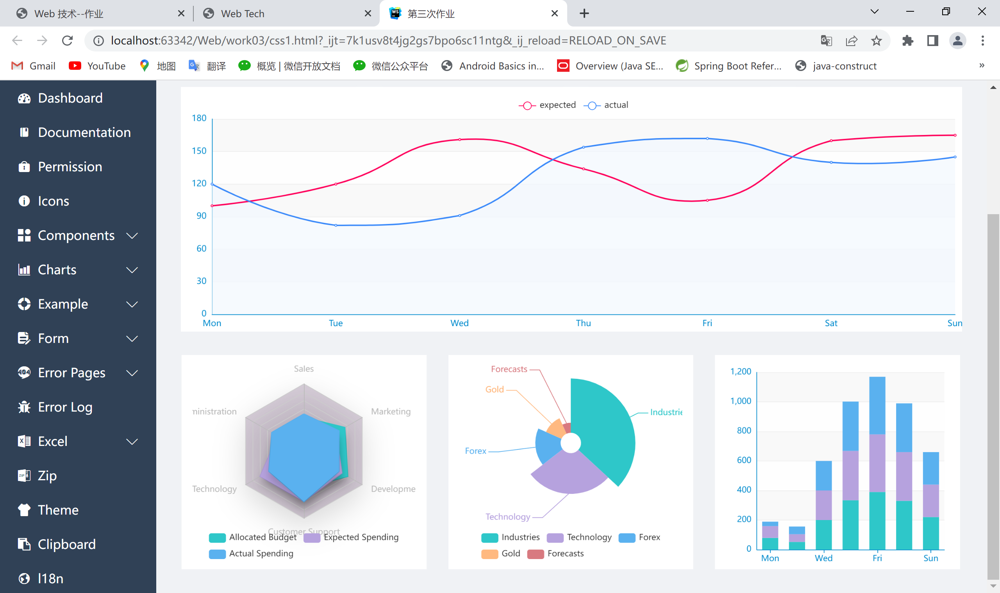 Web 技术--作业
Web Tech
第三次作业
localhost:63342/Web/work03/css1.html?_ijt=7k1usv8t4jg2gs7bpo6sc11ntg&_ij_reload=RELOAD_ON_SAVE
Gmail
YouTube
地图
翻译
概览 | 微信开放文档
微信公众平台
Android Basics in...
Overview (Java SE...
Spring Boot Refer...
java-construct
»
Dashboard
Documentation
Permission
Icons
Components
Charts
Example
Form
Error Pages
Error Log
Excel
Zip
Theme
Clipboard
I18n
expected
actual
180
150
120
90
60
30
0
Mon
Tue
Wed
Thu
Fri
Sat
Sun
Sales
ministration
Marketing
Technology
Developme
Customer Support
Allocated Budget
Expected Spending
Actual Spending
Forecasts
Gold
Industrie
Forex
Technology
Industries
Technology
Forex
Gold
Forecasts
1,200
1,000
800
600
400
200
0
Mon
Wed
Fri
Sun